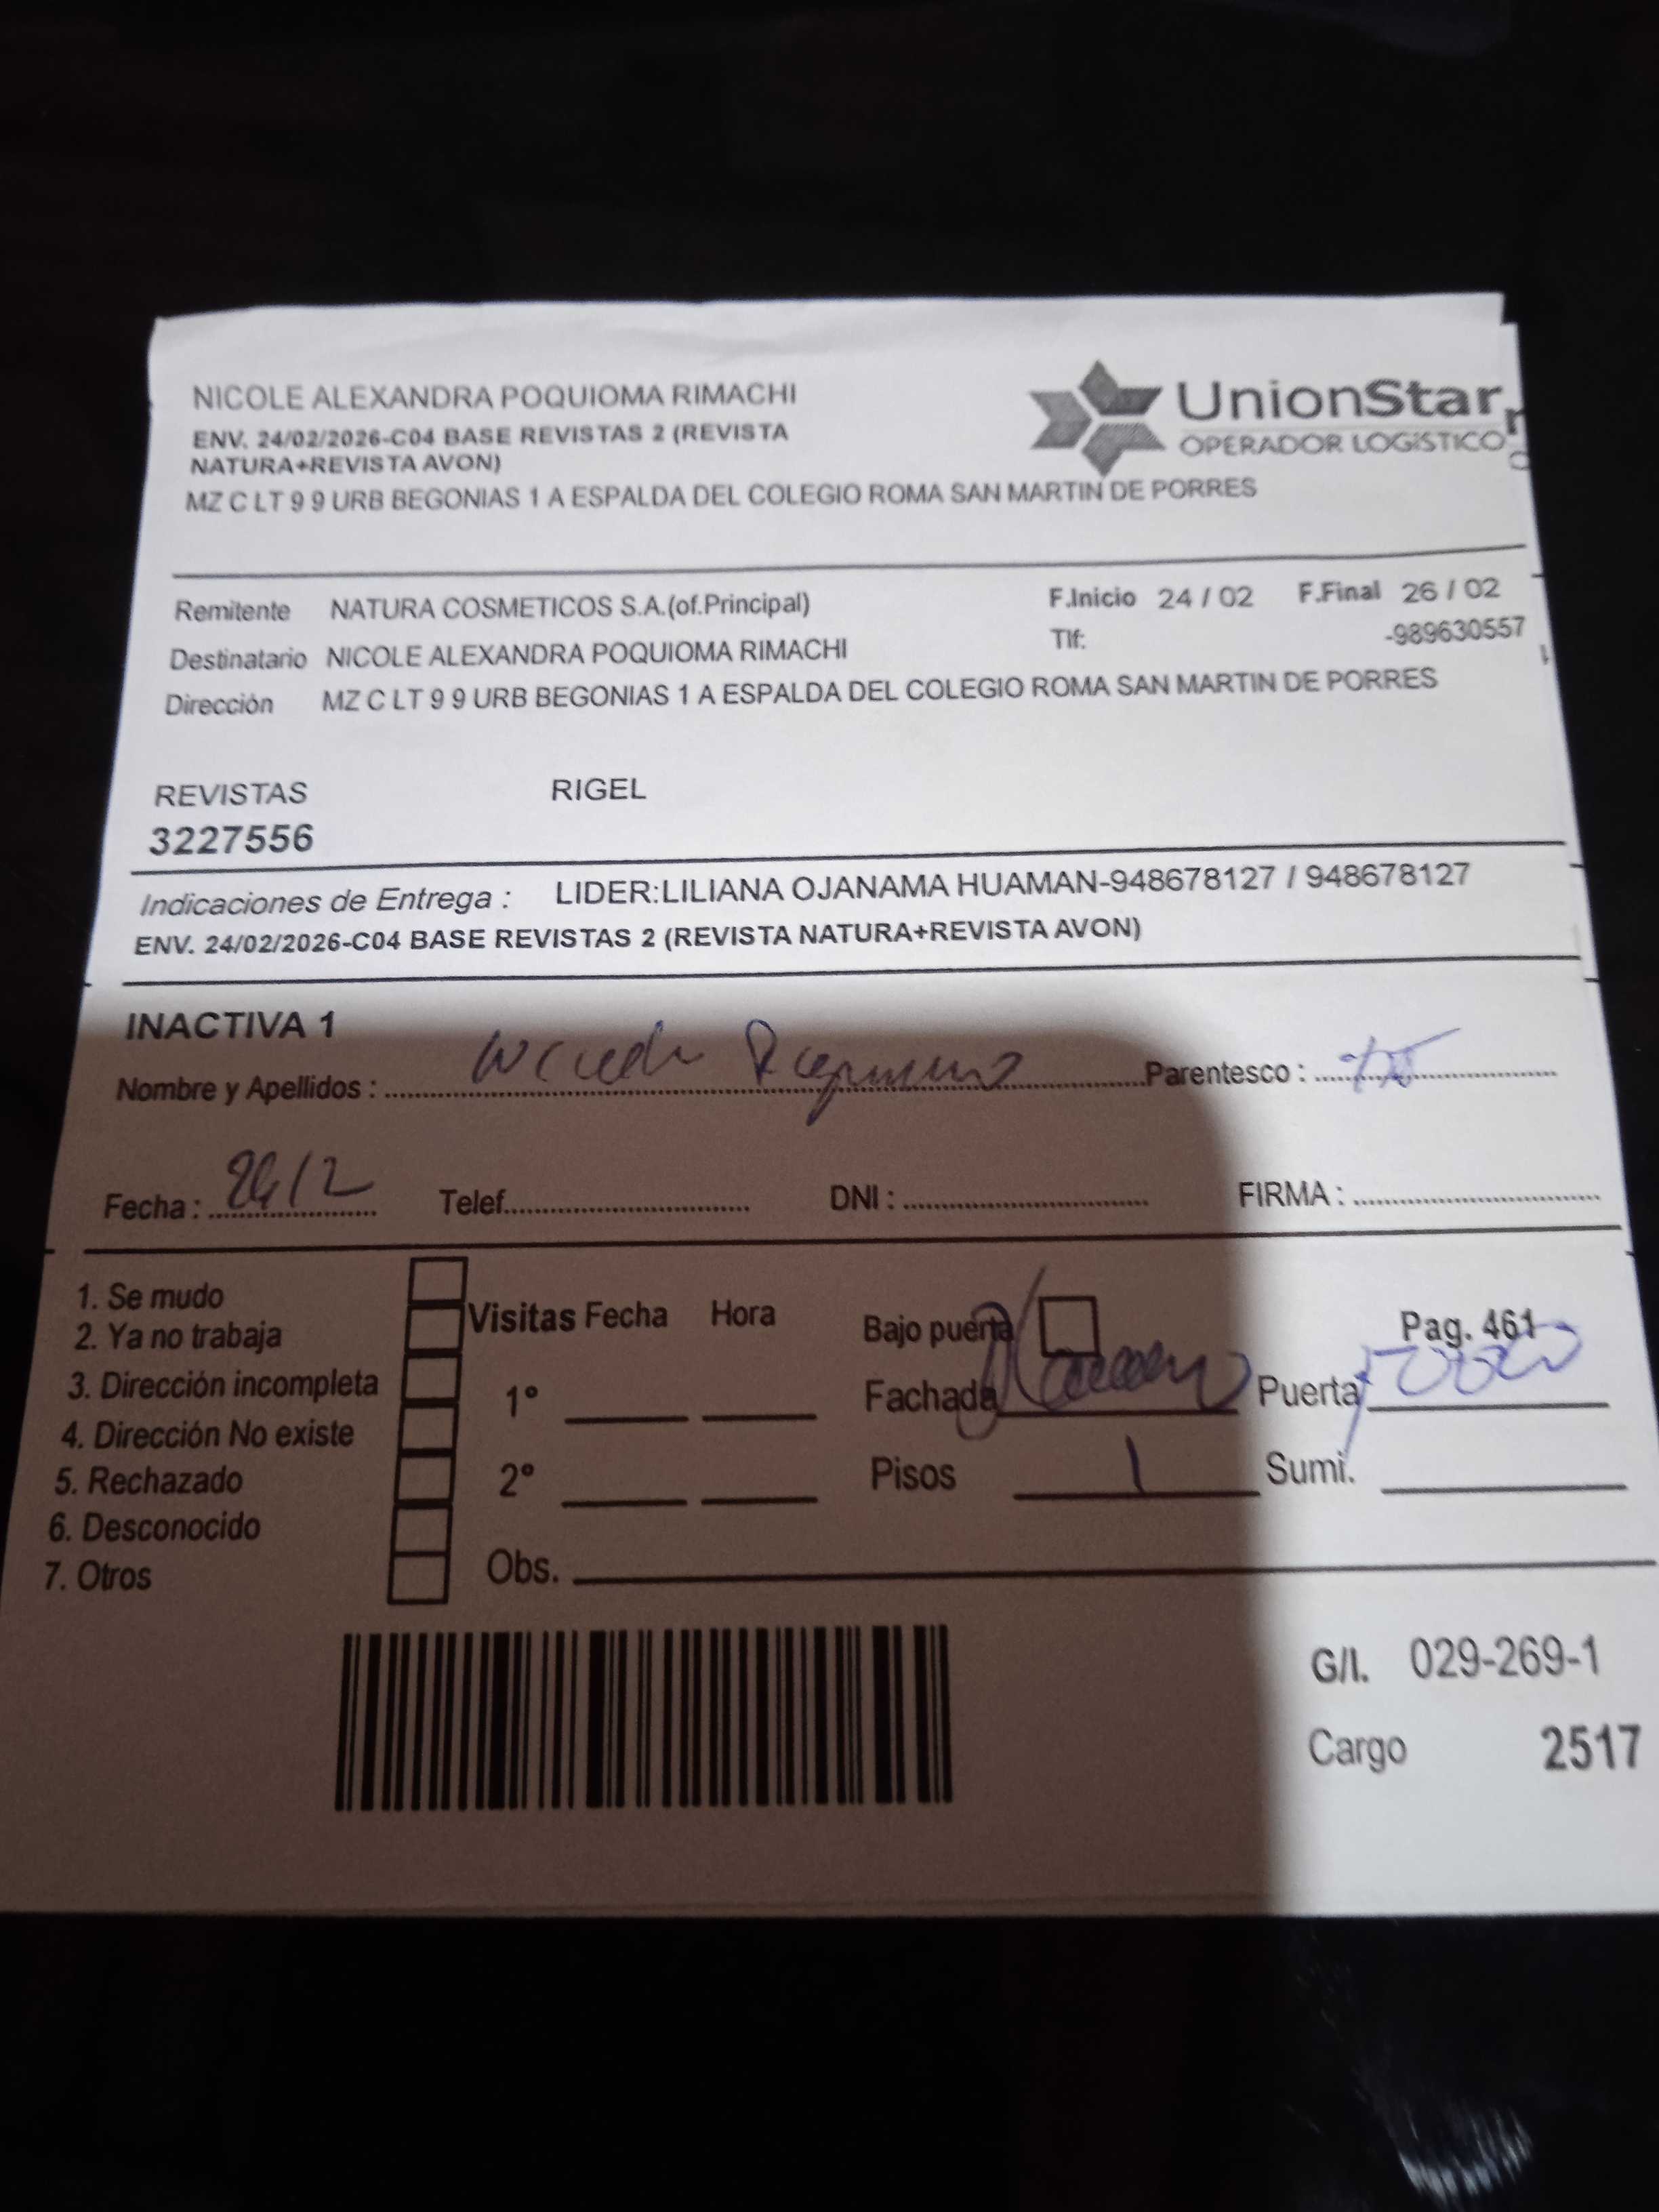 NICOLE ALEXANDRA POQUIOMA RIMACHI
ENV. 24/02/2026-C04 BASE REVISTAS 2 (REVISTA
NATURA+REVISTA AVON)
UnionStar
OPERADOR LOGÍSTICO
MZ C LT 9 9 URB BEGONIAS 1 A ESPALDA DEL COLEGIO ROMA SAN MARTIN DE PORRES
Remitente NATURA COSMETICOS S.A.(of.Principal) F.Inicio 24 / 02 F.Final 26 / 02
Destinatario NICOLE ALEXANDRA POQUIOMA RIMACHI Tlf: -989630557
Dirección MZ C LT 9 9 URB BEGONIAS 1 A ESPALDA DEL COLEGIO ROMA SAN MARTIN DE PORRES
REVISTAS RIGEL
3227556
Indicaciones de Entrega : LIDER:LILIANA OJANAMA HUAMAN-948678127 / 948678127
ENV. 24/02/2026-C04 BASE REVISTAS 2 (REVISTA NATURA+REVISTA AVON)
INACTIVA 1
Nombre y Apellidos : Parentesco :
Fecha : Telef. DNI : FIRMA :
1. Se mudo
2. Ya no trabaja
3. Dirección incompleta
4. Dirección No existe
5. Rechazado
6. Desconocido
7. Otros
Visitas Fecha Hora
1°
2°
Obs.
Bajo puerta Pag. 461
Fachada Puerta
Pisos 1 Sumi.
G/I. 029-269-1
Cargo 2517